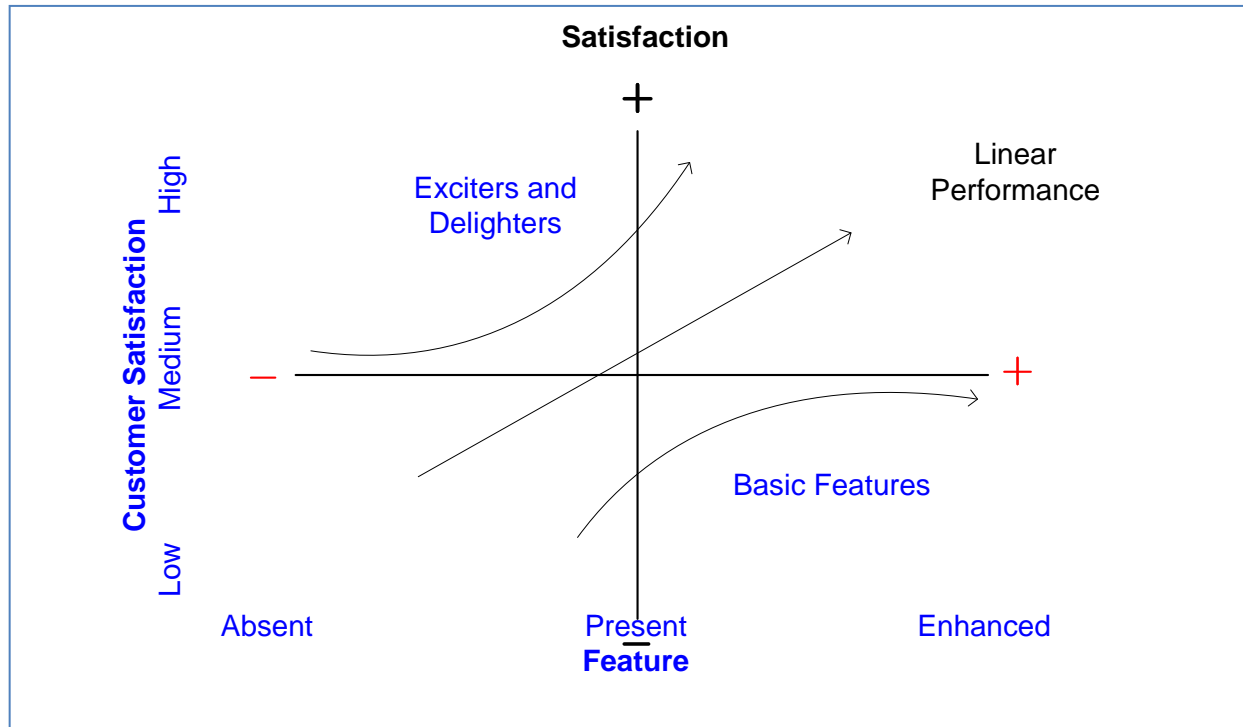 Satisfaction
+
Linear
Performance
Exciters and
Delighters
High
Medium
Low
Customer Satisfaction
–
+
Basic Features
Absent
Present
Enhanced
–
Feature